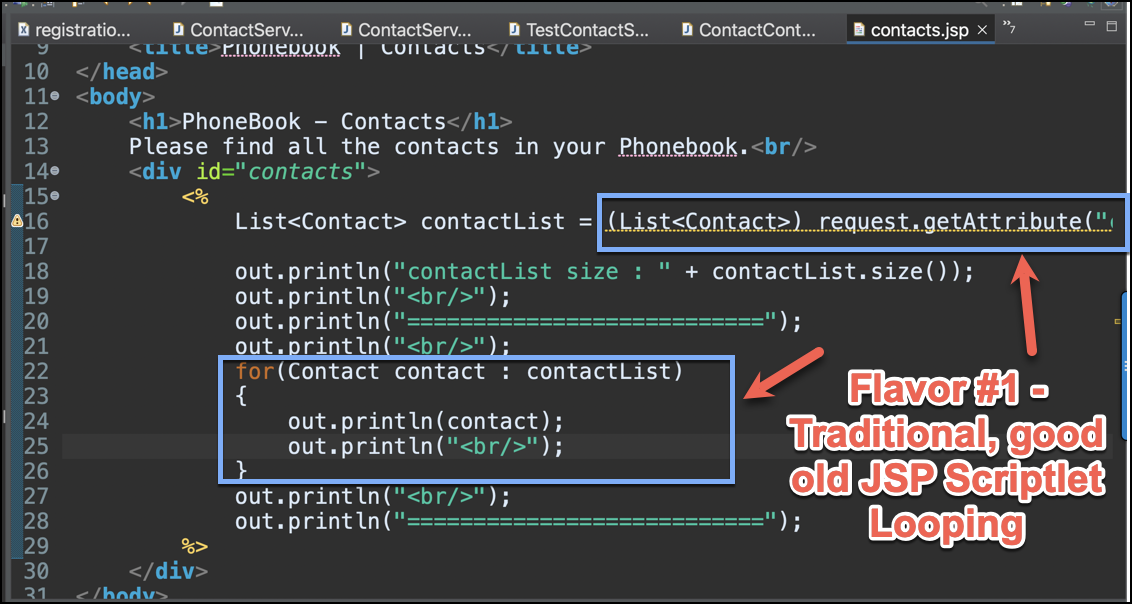 registratio...
ContactServ...
ContactServ...
TestContactS...
ContactCont...
contacts.jsp
»7
9 <title>Phonebook | Contacts</title>
10 </head>
11 <body>
12 <h1>PhoneBook - Contacts</h1>
13 Please find all the contacts in your Phonebook.<br/>
14 <div id="contacts">
15 <%
16 List<Contact> contactList = (List<Contact>) request.getAttribute("
17
18 out.println("contactList size : " + contactList.size());
19 out.println("<br/>");
20 out.println("===========================");
21 out.println("<br/>");
22 for(Contact contact : contactList)
23 {
24 out.println(contact);
25 out.println("<br/>");
26 }
27 out.println("<br/>");
28 out.println("===========================");
29 %>
30 </div>
31 </body>
Flavor #1 -
Traditional, good
old JSP Scriptlet
Looping